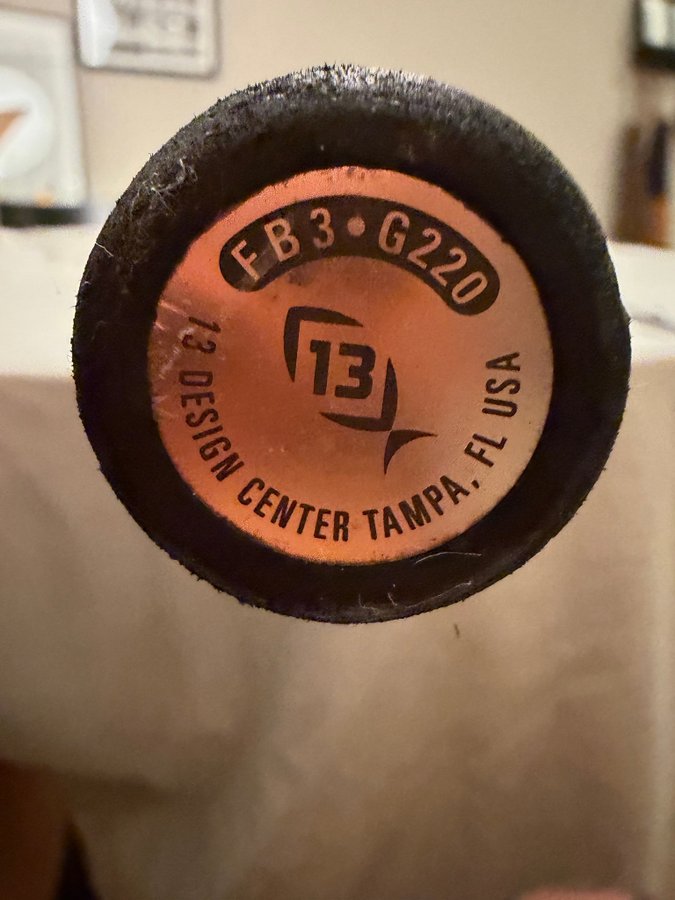 FB3•G220
13
13 DESIGN CENTER TAMPA, FL USA